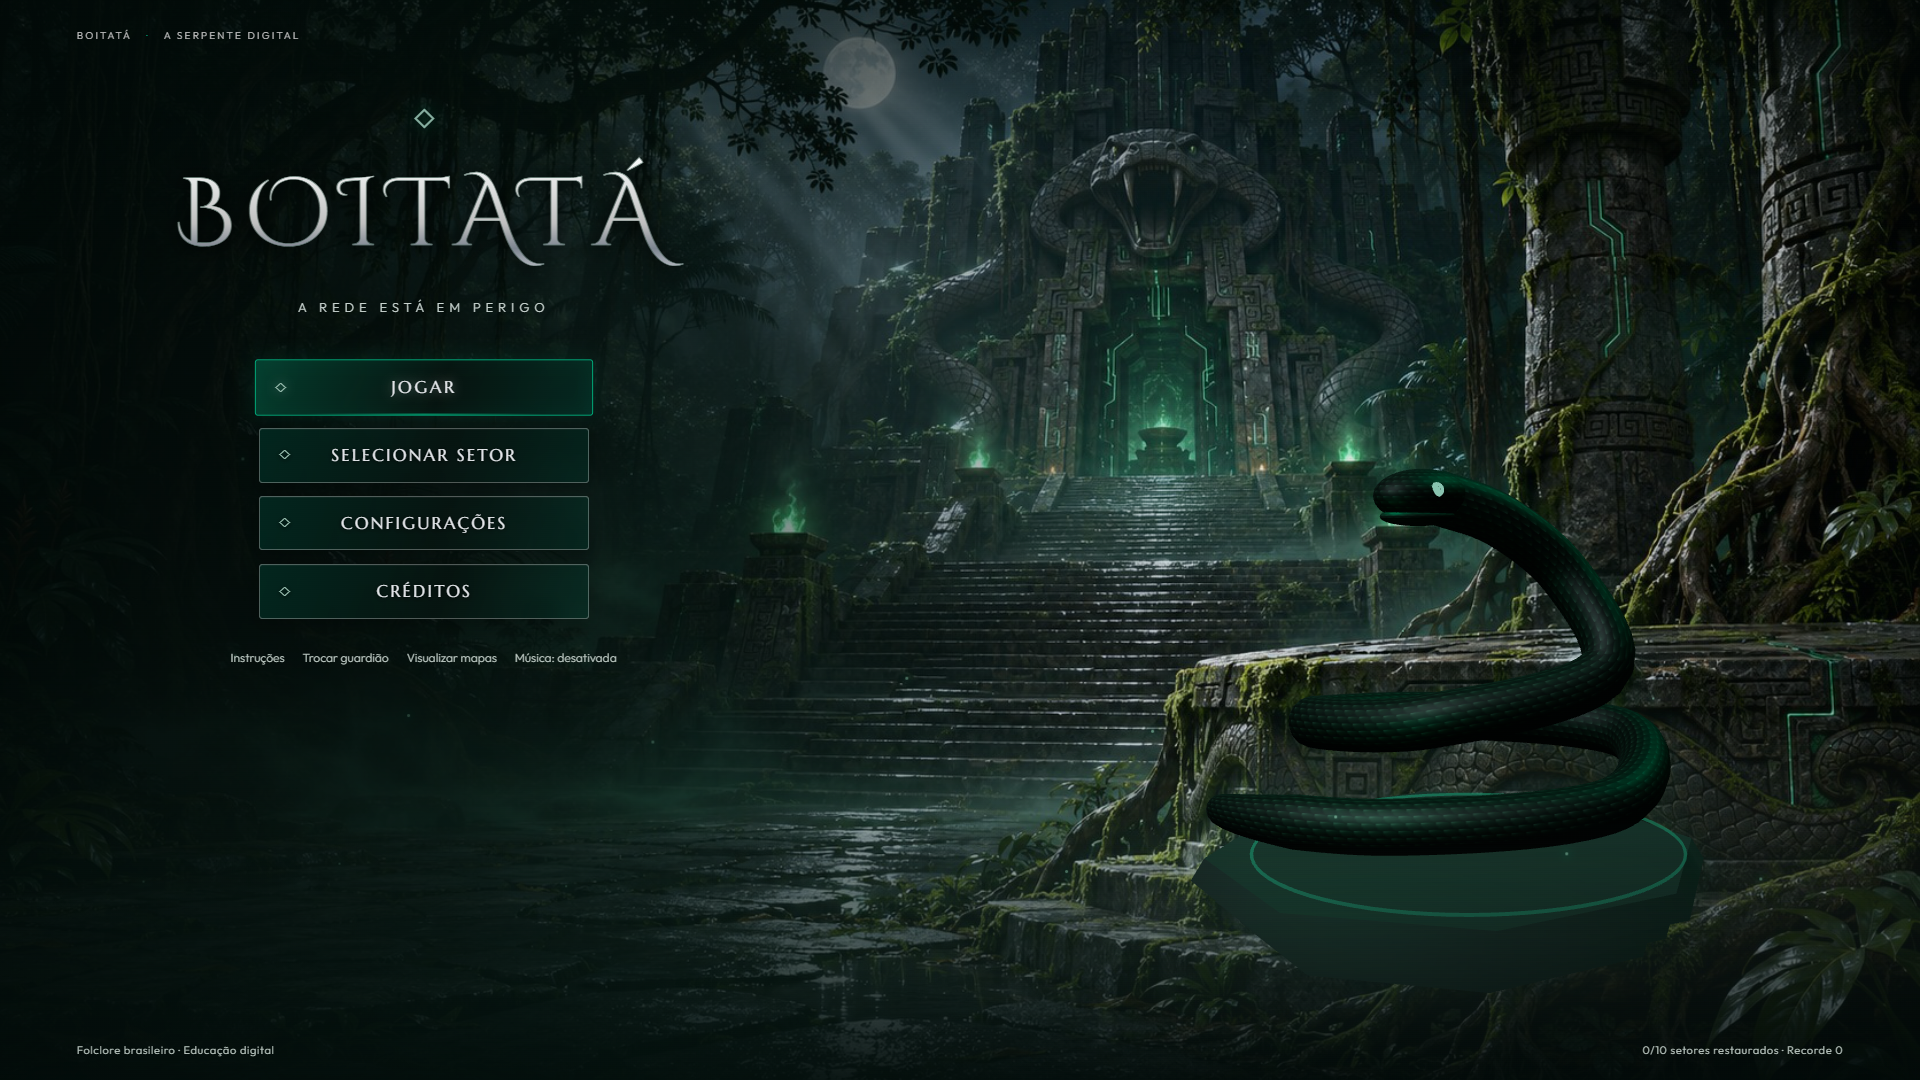 BOITATÁ · A SERPENTE DIGITAL
BOITATÁ
A REDE ESTÁ EM PERIGO
JOGAR
SELECIONAR SETOR
CONFIGURAÇÕES
CRÉDITOS
Instruções Trocar guardião Visualizar mapas Música: desativada
Folclore brasileiro · Educação digital
0/10 setores restaurados · Recorde 0